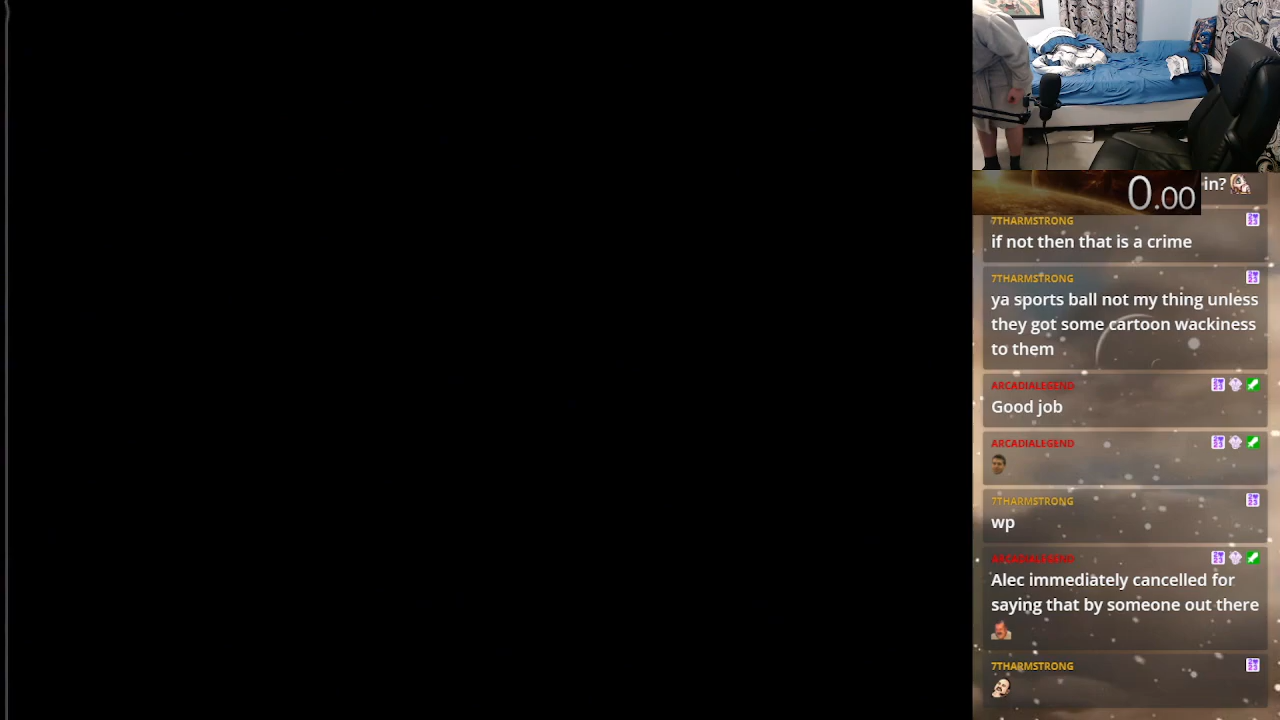 0.00
in?
7THARMSTRONG
if not then that is a crime
7THARMSTRONG
ya sports ball not my thing unless
they got some cartoon wackiness
to them
ARCADIALEGEND
Good job
ARCADIALEGEND
7THARMSTRONG
wp
ARCADIALEGEND
Alec immediately cancelled for
saying that by someone out there
7THARMSTRONG